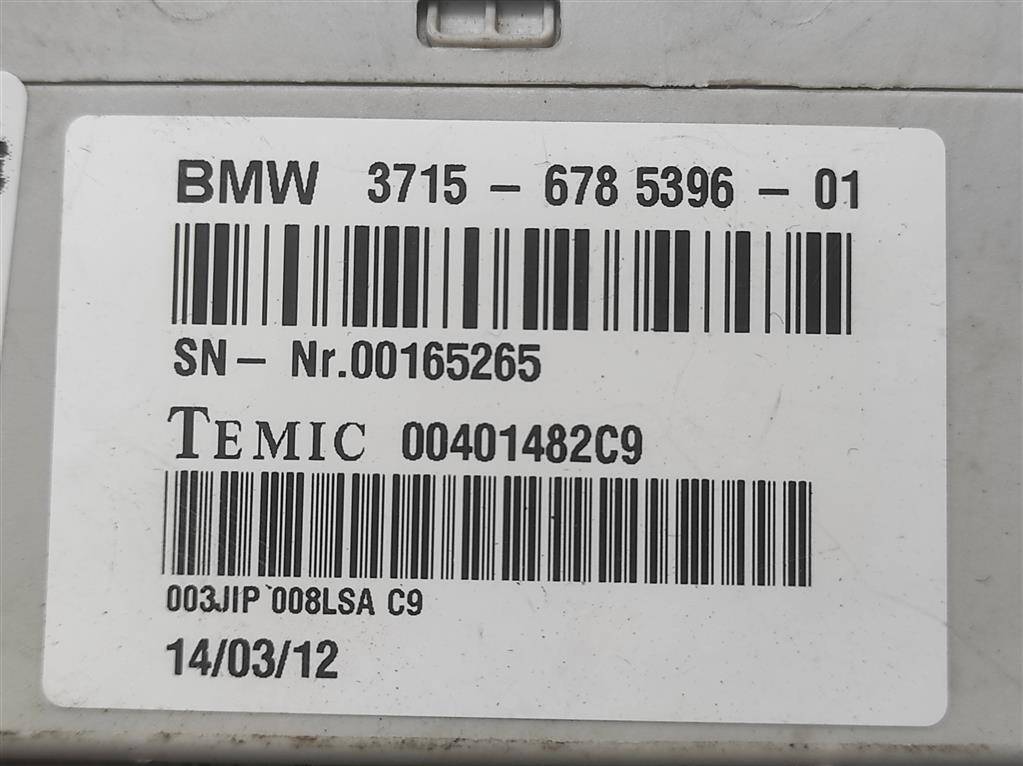 BMW 3715 – 678 5396 – 01
SN – Nr.00165265
TEMIC 00401482C9
003JIP 008LSA C9
14/03/12